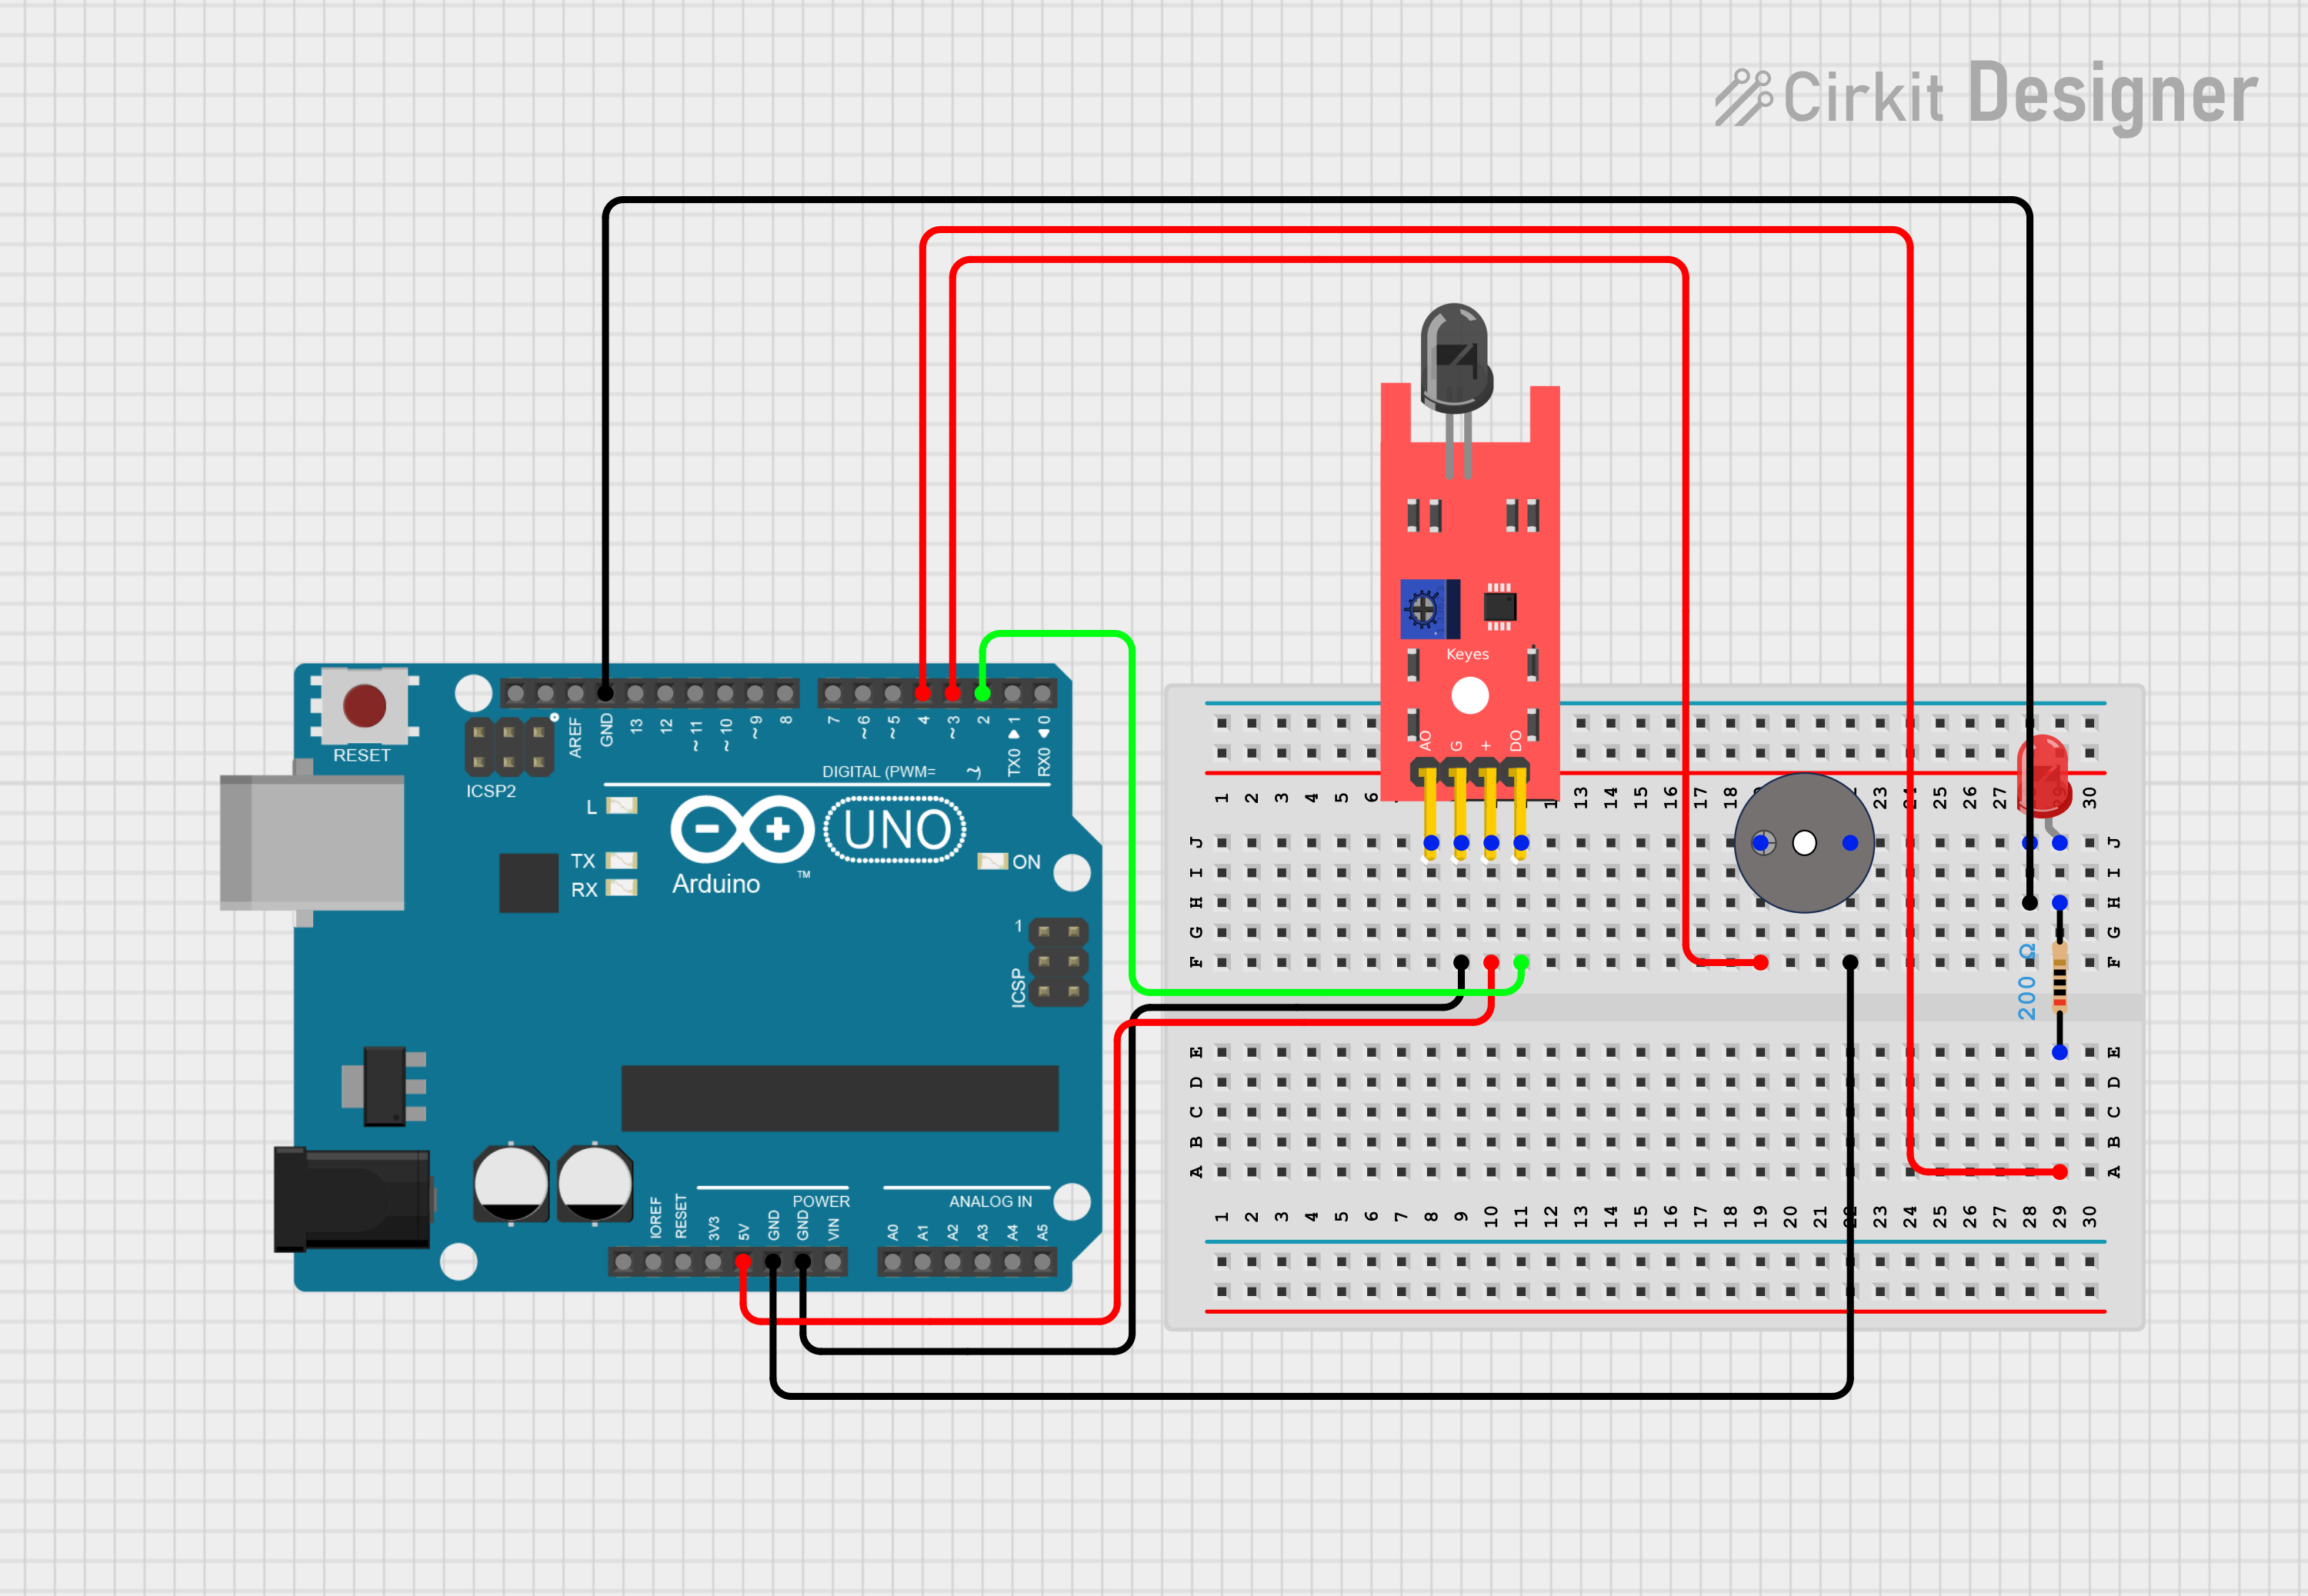 Cirkit Designer
Keyes
AO G + DO
RESET
ICSP2
AREF GND 13 12 ~11 ~10 ~9 8 7 ~6 ~5 4 ~3 2 TX0 1 RX0 0
DIGITAL (PWM= ~)
L
TX
RX
UNO
ON
Arduino ™
1
ICSP
POWER
ANALOG IN
IOREF RESET 3V3 5V GND GND VIN A0 A1 A2 A3 A4 A5
1 2 3 4 5 6 13 14 15 16 17 18 23 24 25 26 27 30
J J
I I
H H
G G
F F
200 Ω
E E
D D
C C
B B
A A
1 2 3 4 5 6 7 8 9 10 11 12 13 14 15 16 17 18 19 20 21 22 23 24 25 26 27 28 29 30